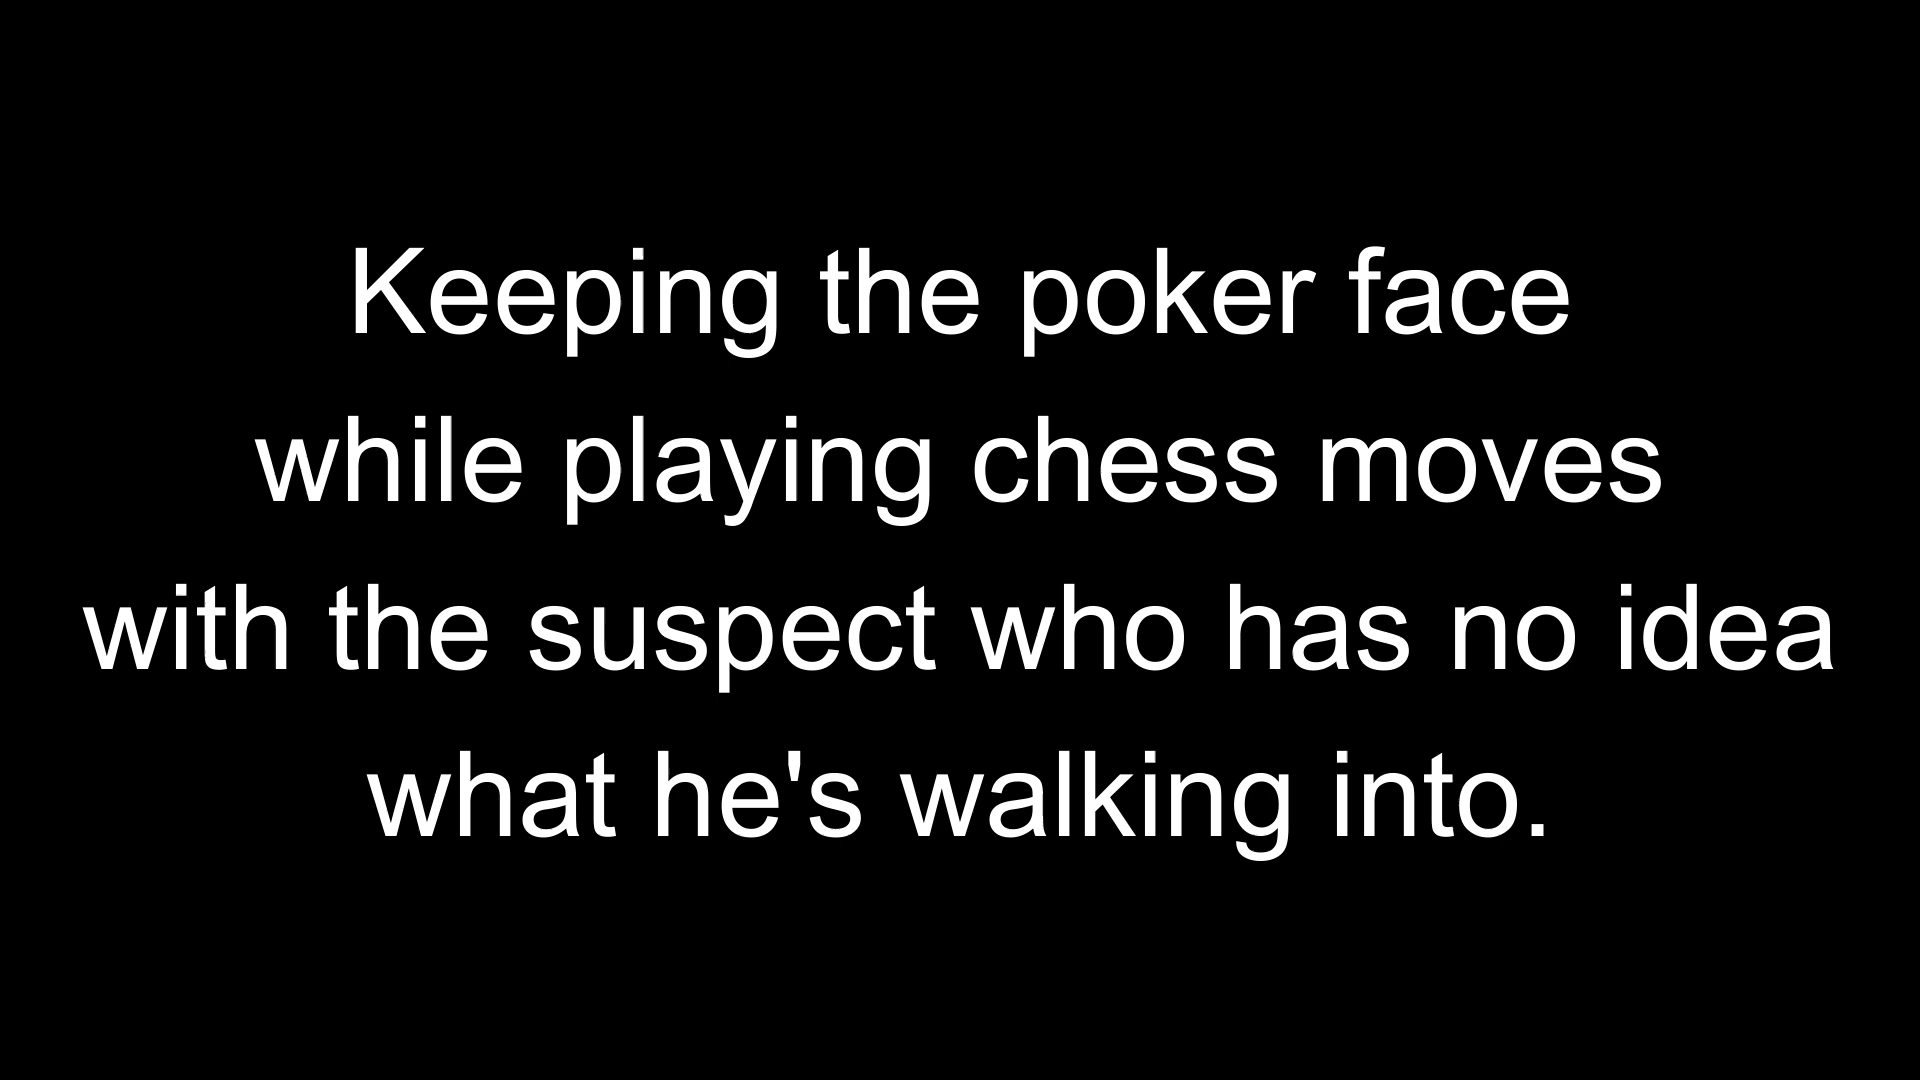 Keeping the poker face
while playing chess moves
with the suspect who has no idea
what he's walking into.